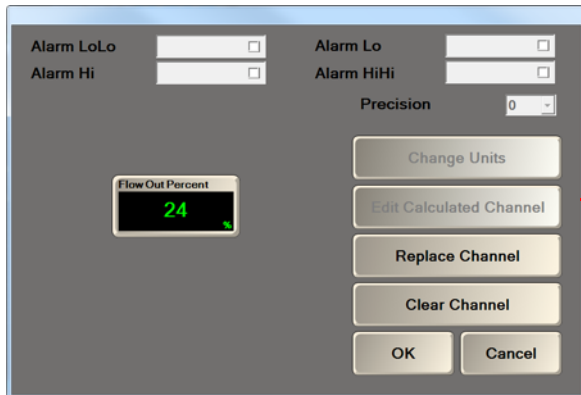 Alarm LoLo
Alarm Lo
Alarm Hi
Alarm HiHi
Precision
0
Change Units
Flow Out Percent
24
%
Edit Calculated Channel
Replace Channel
Clear Channel
OK
Cancel